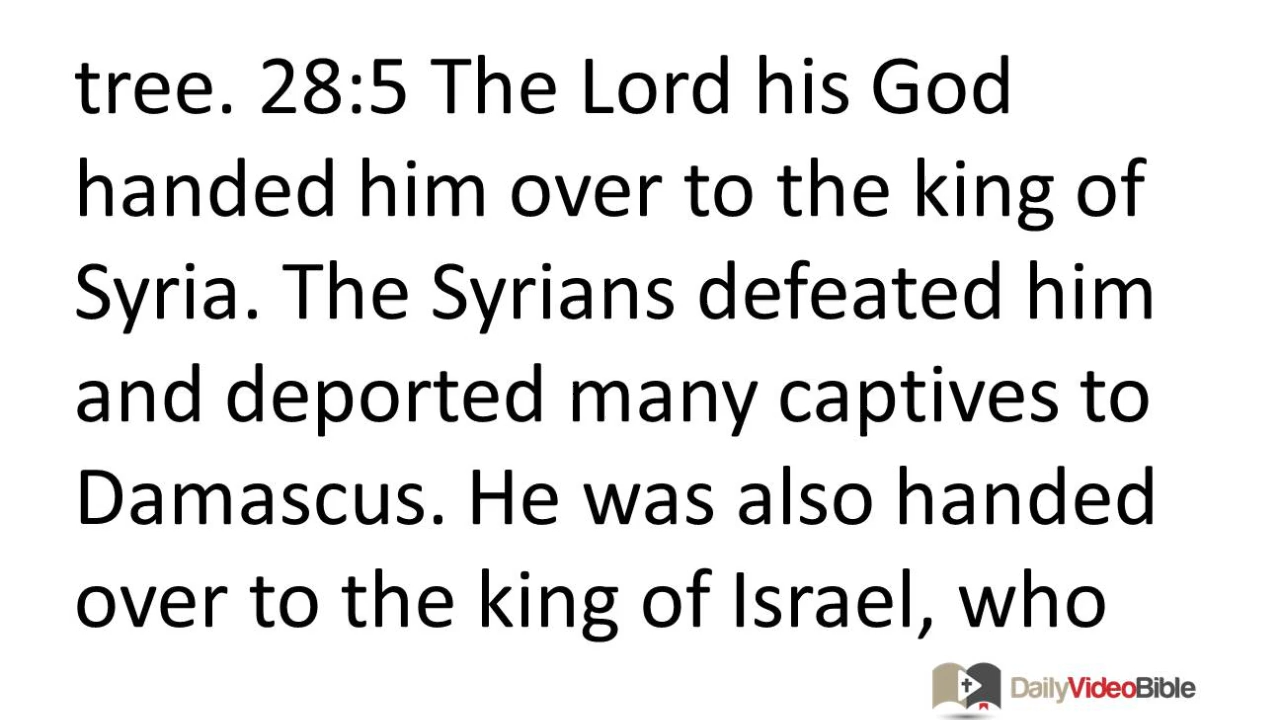 tree. 28:5 The Lord his God
handed him over to the king of
Syria. The Syrians defeated him
and deported many captives to
Damascus. He was also handed
over to the king of Israel, who
DailyVideoBible